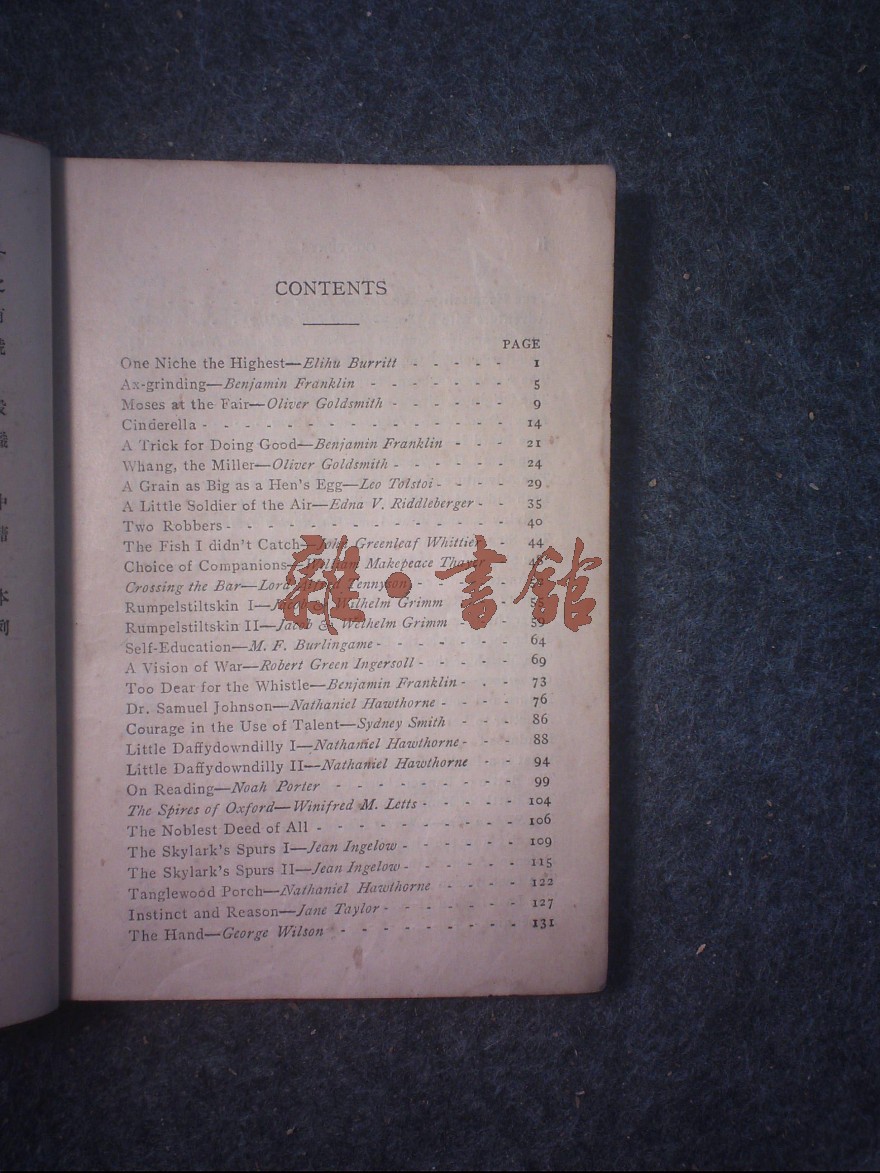 CONTENTS
PAGE
One Niche the Highest—Elihu Burritt - - - - - 1
Ax-grinding—Benjamin Franklin - - - - - - - 5
Moses at the Fair—Oliver Goldsmith - - - - - - 9
Cinderella - - - - - - - - - - - - - 14
A Trick for Doing Good—Benjamin Franklin - - - 21
Whang, the Miller—Oliver Goldsmith - - - - - - 24
A Grain as Big as a Hen's Egg—Leo Tolstoi - - - - 29
A Little Soldier of the Air—Edna V. Riddleberger - - 35
Two Robbers - - - - - - - - - - - - 40
The Fish I didn't Catch—John Greenleaf Whittier - 44
Choice of Companions—William Makepeace Thayer 48
Crossing the Bar—Lord Alfred Tennyson - - - - -
Rumpelstiltskin I—Jacob & Wilhelm Grimm - - - 55
Rumpelstiltskin II—Jacob & Welhelm Grimm - - - 59
Self-Education—M. F. Burlingame - - - - - - - 64
A Vision of War—Robert Green Ingersoll - - - - - 69
Too Dear for the Whistle—Benjamin Franklin - . - 73
Dr. Samuel Johnson—Nathaniel Hawthorne - - - - 76
Courage in the Use of Talent—Sydney Smith - - - 86
Little Daffydowndilly I—Nathaniel Hawthorne - - - 88
Little Daffydowndilly II—Nathaniel Hawthorne - - 94
On Reading—Noah Porter - - - - - - - - 99
The Spires of Oxford—Winifred M. Letts - - - - - 104
The Noblest Deed of All - - - - - - - - - 106
The Skylark's Spurs I—Jean Ingelow - - - - - - 109
The Skylark's Spurs II—Jean Ingelow - - - - - - 115
Tanglewood Porch—Nathaniel Hawthorne - - - - 122
Instinct and Reason—Jane Taylor - - - - - - - 127
The Hand—George Wilson - - - - - - - - 131
雜·書館